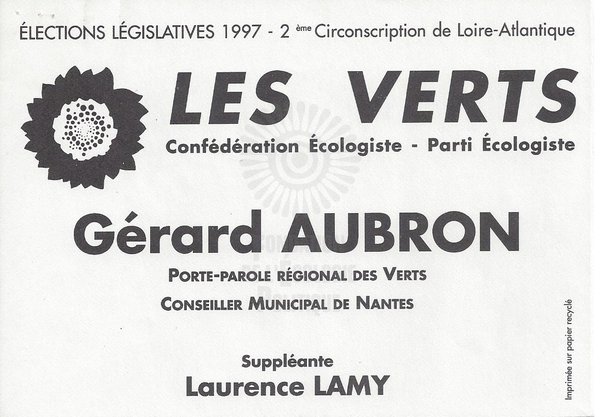 ÉLECTIONS LÉGISLATIVES 1997 - 2 ème Circonscription de Loire-Atlantique
LES VERTS
Confédération Écologiste - Parti Écologiste
Gérard AUBRON
PORTE-PAROLE RÉGIONAL DES VERTS
CONSEILLER MUNICIPAL DE NANTES
Suppléante
Laurence LAMY
Imprimée sur papier recyclé